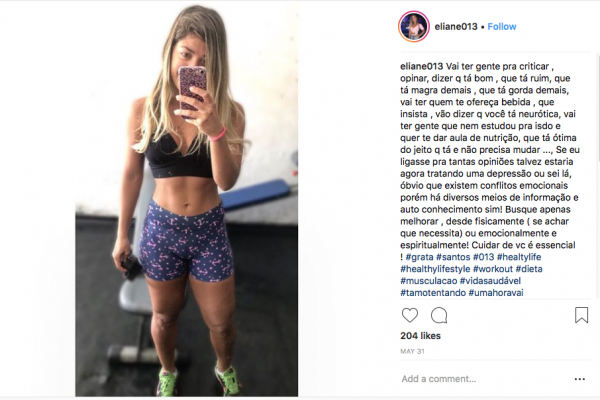 eliane013 • Follow
eliane013 Vai ter gente pra criticar ,
opinar, dizer q tá bom , que tá ruim, que
tá magra demais , que tá gorda demais,
vai ter quem te ofereça bebida , que
insista , vão dizer q você tá neurótica, vai
ter gente que nem estudou pra isdo e
quer te dar aula de nutrição, que tá ótima
do jeito q tá e não precisa mudar ..., Se eu
ligasse pra tantas opiniões talvez estaria
agora tratando uma depressão ou sei lá,
óbvio que existem conflitos emocionais
porém há diversos meios de informação e
auto conhecimento sim! Busque apenas
melhorar , desde fisicamente ( se achar
que necessita) ou emocionalmente e
espiritualmente! Cuidar de vc é essencial
! #grata #santos #013 #healtylife
#healthylifestyle #workout #dieta
#musculacao #vidasaudável
#tamotentando #umahoravai
204 likes
MAY 31
Add a comment...